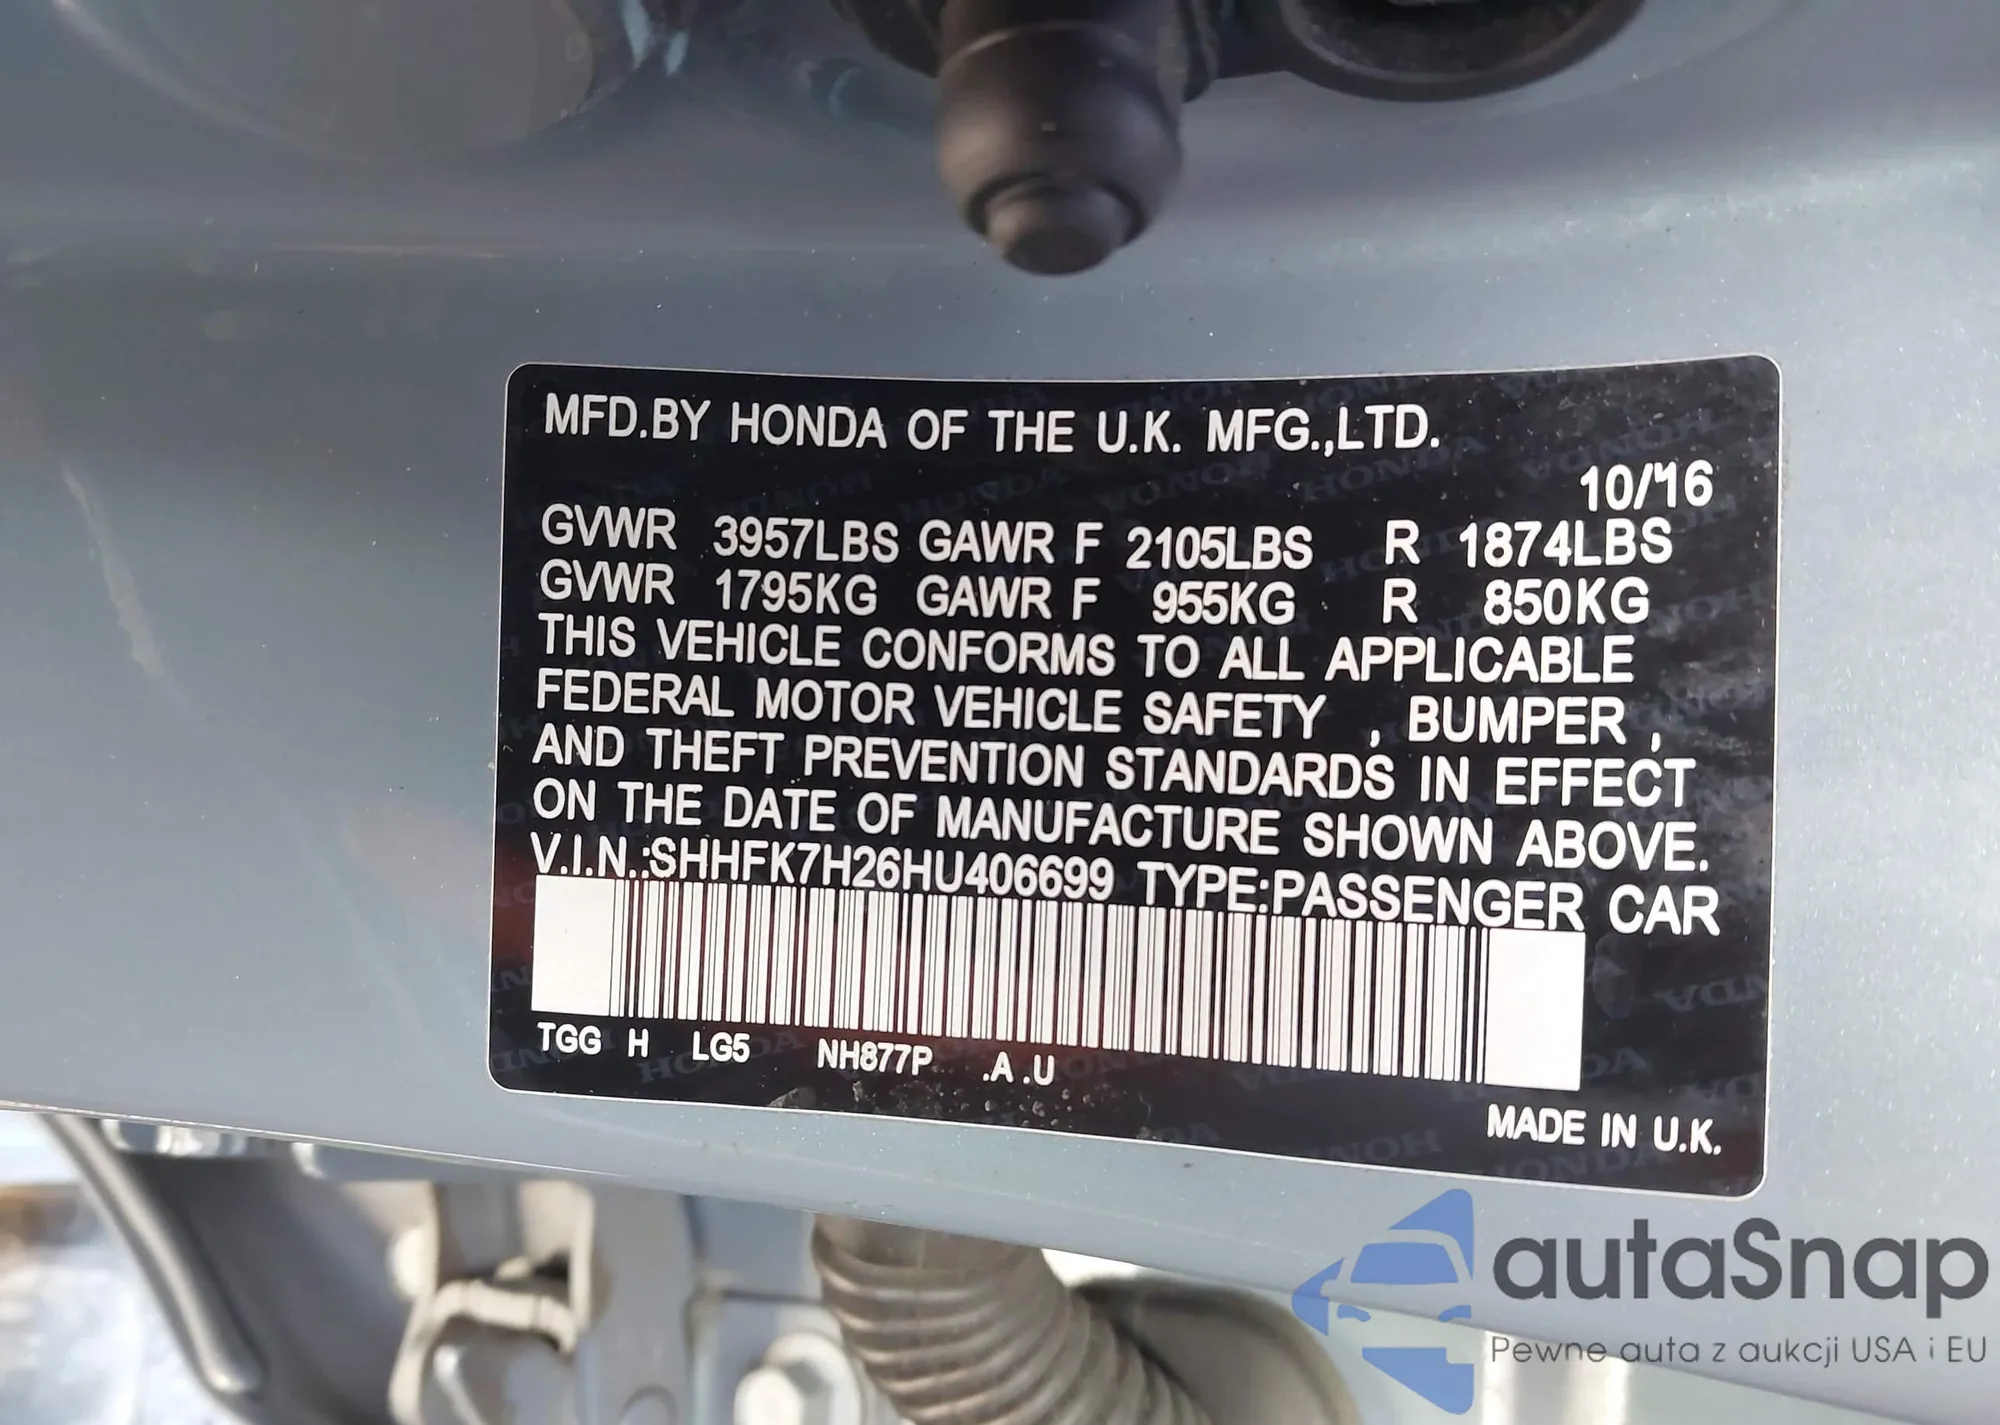 MFD.BY HONDA OF THE U.K. MFG.,LTD.
10/'16
GVWR 3957LBS GAWR F 2105LBS R 1874LBS
GVWR 1795KG GAWR F 955KG R 850KG
THIS VEHICLE CONFORMS TO ALL APPLICABLE
FEDERAL MOTOR VEHICLE SAFETY , BUMPER ,
AND THEFT PREVENTION STANDARDS IN EFFECT
ON THE DATE OF MANUFACTURE SHOWN ABOVE.
V.I.N.:SHHFK7H26HU406699 TYPE:PASSENGER CAR
TGG H LG5 NH877P .A .U
MADE IN U.K.
autaSnap
Pewne auta z aukcji USA i EU